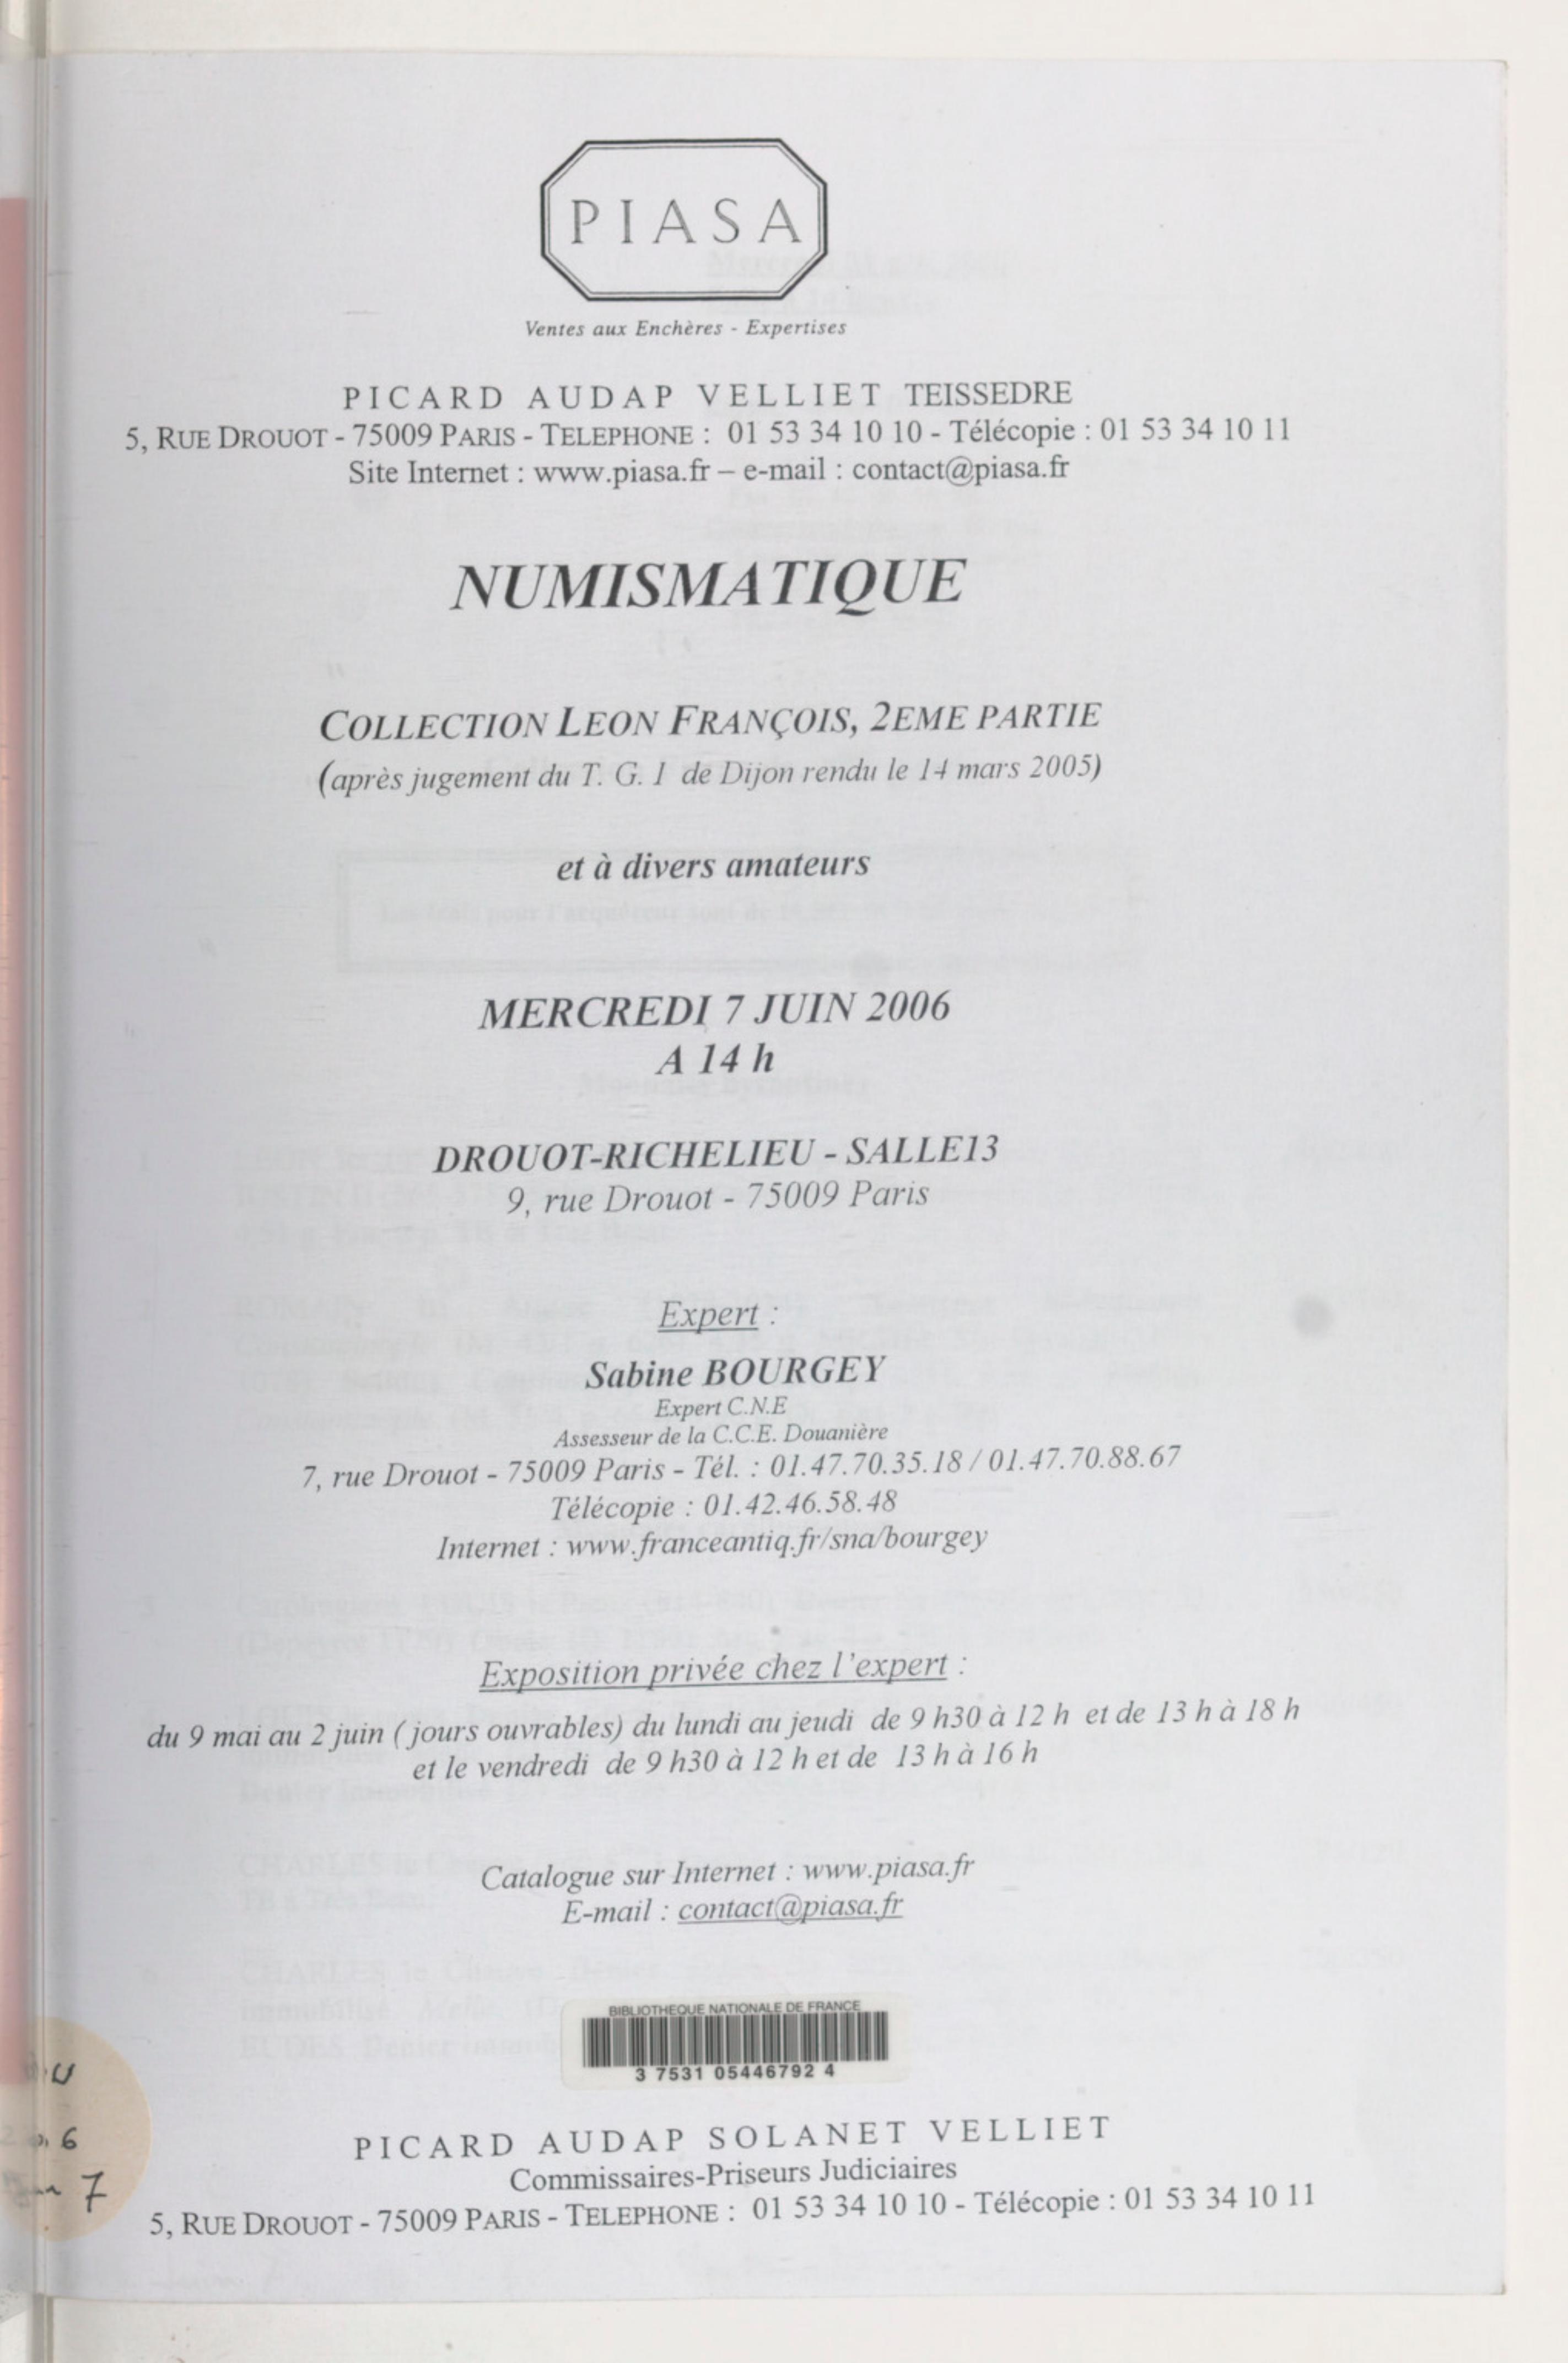 PIASA
Ventes aux Enchères - Expertises
PICARD AUDAP VELLIET TEISSEDRE
5, RUE DROUOT - 75009 PARIS - TELEPHONE : 01 53 34 10 10 - Télécopie : 01 53 34 10 11
Site Internet : www.piasa.fr – e-mail : contact@piasa.fr
NUMISMATIQUE
COLLECTION LEON FRANÇOIS, 2EME PARTIE
(après jugement du T. G. I de Dijon rendu le 14 mars 2005)
et à divers amateurs
MERCREDI 7 JUIN 2006
A 14 h
DROUOT-RICHELIEU - SALLE13
9, rue Drouot - 75009 Paris
Expert :
Sabine BOURGEY
Expert C.N.E
Assesseur de la C.C.E. Douanière
7, rue Drouot - 75009 Paris - Tél. : 01.47.70.35.18 / 01.47.70.88.67
Télécopie : 01.42.46.58.48
Internet : www.franceantiq.fr/sna/bourgey
Exposition privée chez l'expert :
du 9 mai au 2 juin ( jours ouvrables) du lundi au jeudi de 9 h30 à 12 h et de 13 h à 18 h
et le vendredi de 9 h30 à 12 h et de 13 h à 16 h
Catalogue sur Internet : www.piasa.fr
E-mail : contact@piasa.fr
BIBLIOTHEQUE NATIONALE DE FRANCE
3 7531 05446792 4
6
7
PICARD AUDAP SOLANET VELLIET
Commissaires-Priseurs Judiciaires
5, RUE DROUOT - 75009 PARIS - TELEPHONE : 01 53 34 10 10 - Télécopie : 01 53 34 10 11